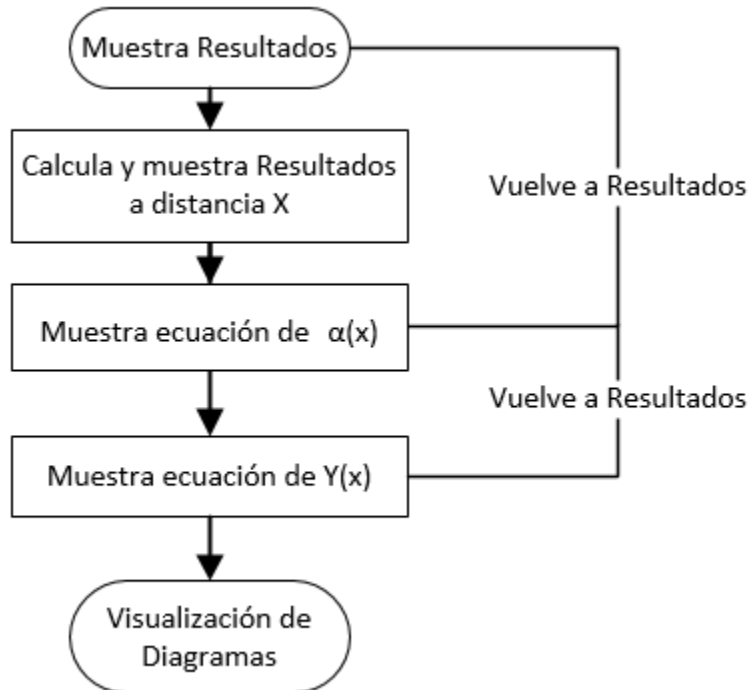 Muestra Resultados
Calcula y muestra Resultados
a distancia X
Vuelve a Resultados
Muestra ecuación de α(x)
Vuelve a Resultados
Muestra ecuación de Y(x)
Visualización de
Diagramas